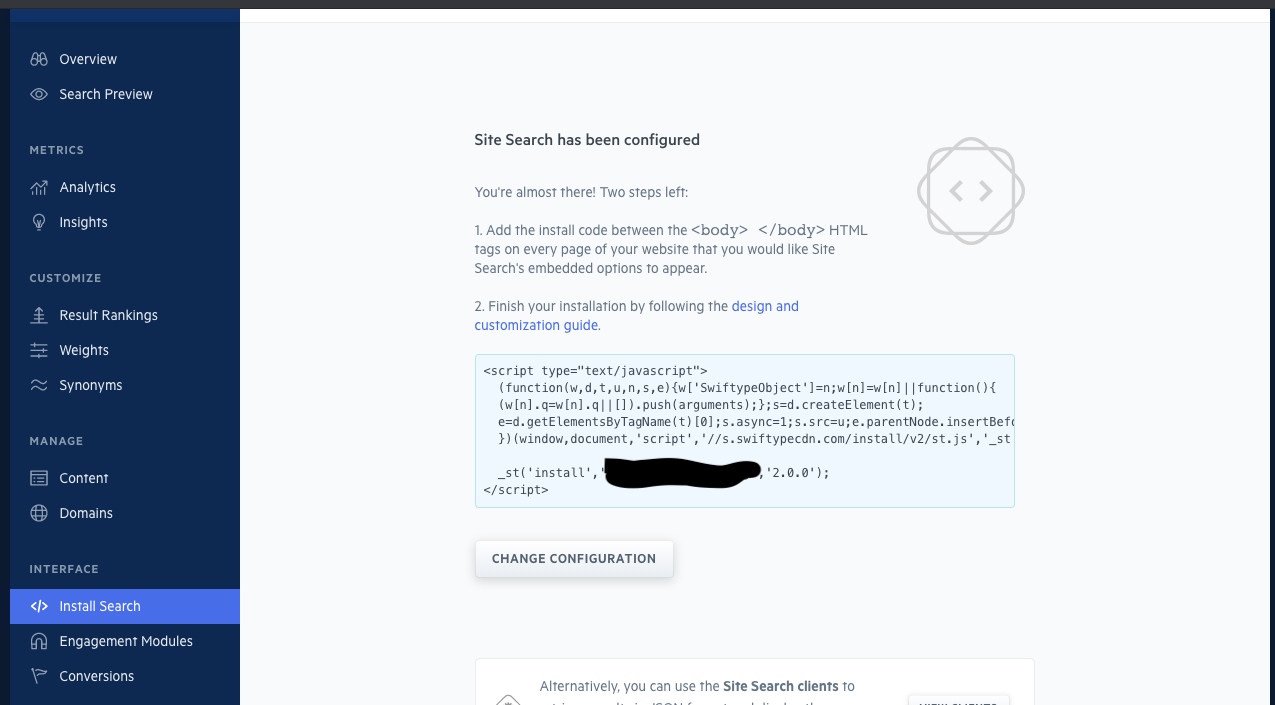 Overview
Search Preview
METRICS
Analytics
Insights
CUSTOMIZE
Result Rankings
Weights
Synonyms
MANAGE
Content
Domains
INTERFACE
Install Search
Engagement Modules
Conversions
Site Search has been configured
You're almost there! Two steps left:
1. Add the install code between the <body> </body> HTML
tags on every page of your website that you would like Site
Search's embedded options to appear.
2. Finish your installation by following the design and
customization guide.
<script type="text/javascript">
(function(w,d,t,u,n,s,e){w['SwiftypeObject']=n;w[n]=w[n]||function(){
(w[n].q=w[n].q||[]).push(arguments);};s=d.createElement(t);
e=d.getElementsByTagName(t)[0];s.async=1;s.src=u;e.parentNode.insertBefo
})(window,document,'script','//s.swiftypecdn.com/install/v2/st.js','_st
_st('install',' ,'2.0.0');
</script>
CHANGE CONFIGURATION
Alternatively, you can use the Site Search clients to